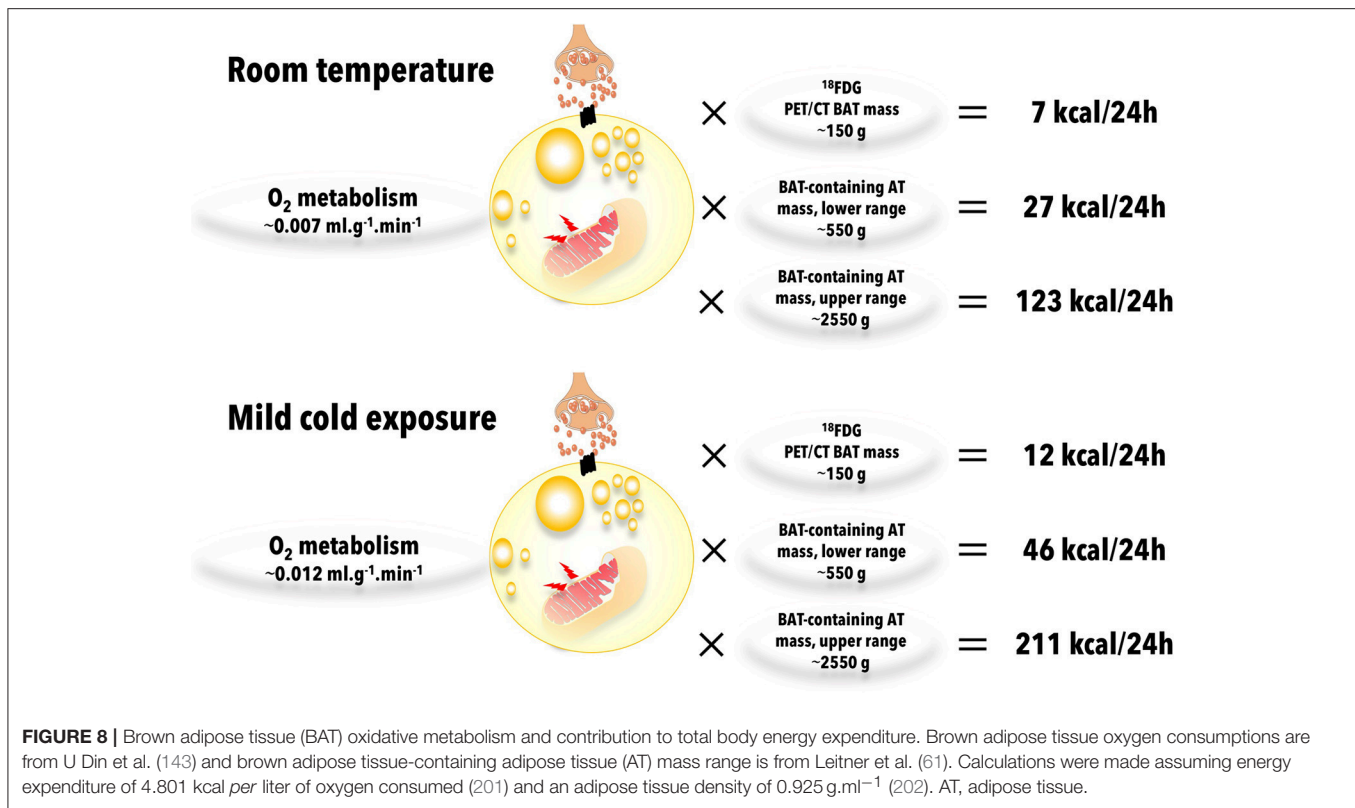 Room temperature
O₂ metabolism
~0.007 ml.g⁻¹.min⁻¹
×
¹⁸FDG
PET/CT BAT mass
~150 g
= 7 kcal/24h
×
BAT-containing AT
mass, lower range
~550 g
= 27 kcal/24h
×
BAT-containing AT
mass, upper range
~2550 g
= 123 kcal/24h
Mild cold exposure
O₂ metabolism
~0.012 ml.g⁻¹.min⁻¹
×
¹⁸FDG
PET/CT BAT mass
~150 g
= 12 kcal/24h
×
BAT-containing AT
mass, lower range
~550 g
= 46 kcal/24h
×
BAT-containing AT
mass, upper range
~2550 g
= 211 kcal/24h
FIGURE 8 | Brown adipose tissue (BAT) oxidative metabolism and contribution to total body energy expenditure. Brown adipose tissue oxygen consumptions are
from U Din et al. (143) and brown adipose tissue-containing adipose tissue (AT) mass range is from Leitner et al. (61). Calculations were made assuming energy
expenditure of 4.801 kcal per liter of oxygen consumed (201) and an adipose tissue density of 0.925 g.ml⁻¹ (202). AT, adipose tissue.